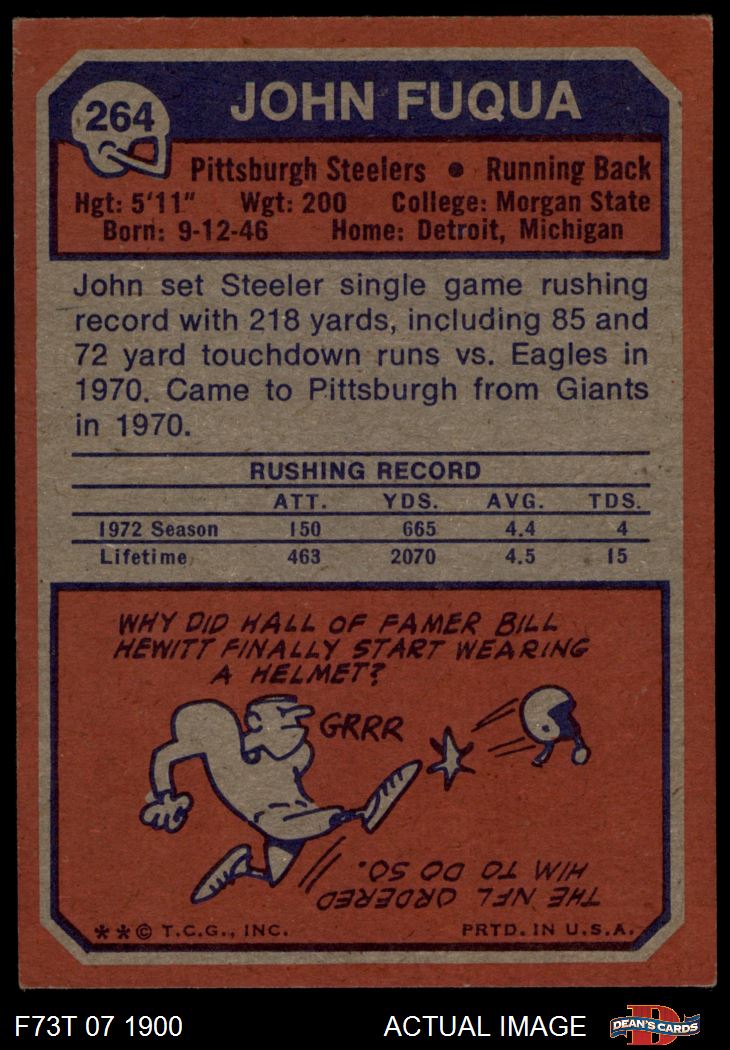 264
JOHN FUQUA
Pittsburgh Steelers • Running Back
Hgt: 5'11" Wgt: 200 College: Morgan State
Born: 9-12-46 Home: Detroit, Michigan
John set Steeler single game rushing
record with 218 yards, including 85 and
72 yard touchdown runs vs. Eagles in
1970. Came to Pittsburgh from Giants
in 1970.
RUSHING RECORD
ATT. YDS. AVG. TDS.
1972 Season 150 665 4.4 4
Lifetime 463 2070 4.5 15
WHY DID HALL OF FAMER BILL
HEWITT FINALLY START WEARING
A HELMET?
GRRR
THE NFL ORDERED
HIM TO DO SO.
**© T.C.G., INC. PRTD. IN U.S.A.
F73T 07 1900 ACTUAL IMAGE
D
DEAN'S CARDS